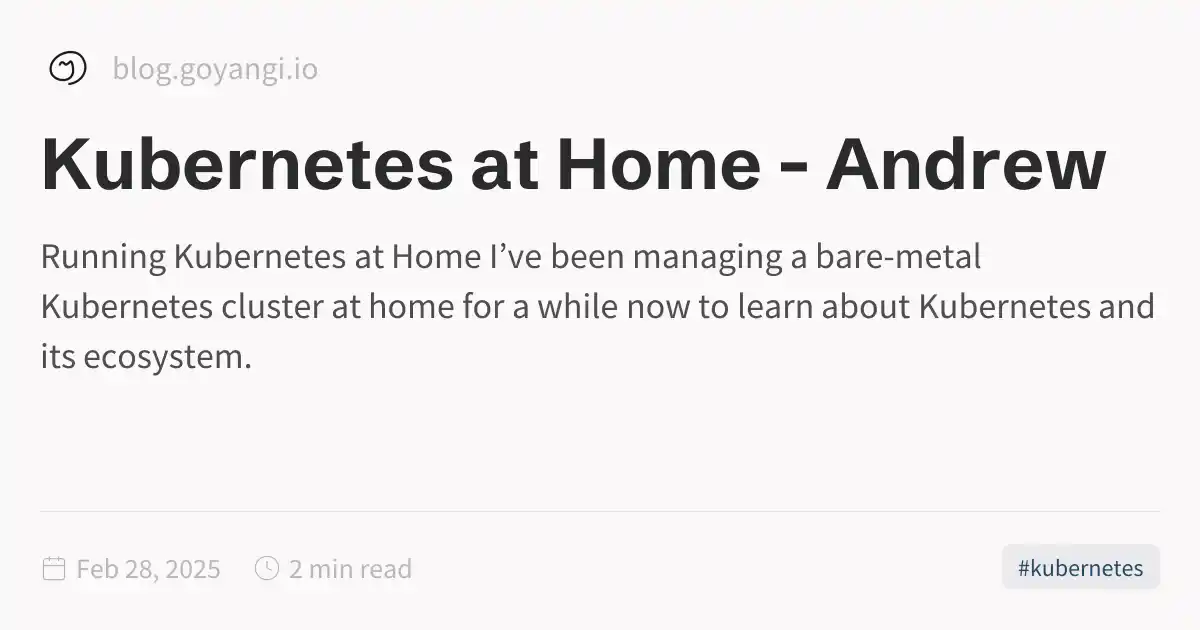 blog.goyangi.io
Kubernetes at Home - Andrew
Running Kubernetes at Home I’ve been managing a bare-metal
Kubernetes cluster at home for a while now to learn about Kubernetes and
its ecosystem.
Feb 28, 2025 2 min read #kubernetes